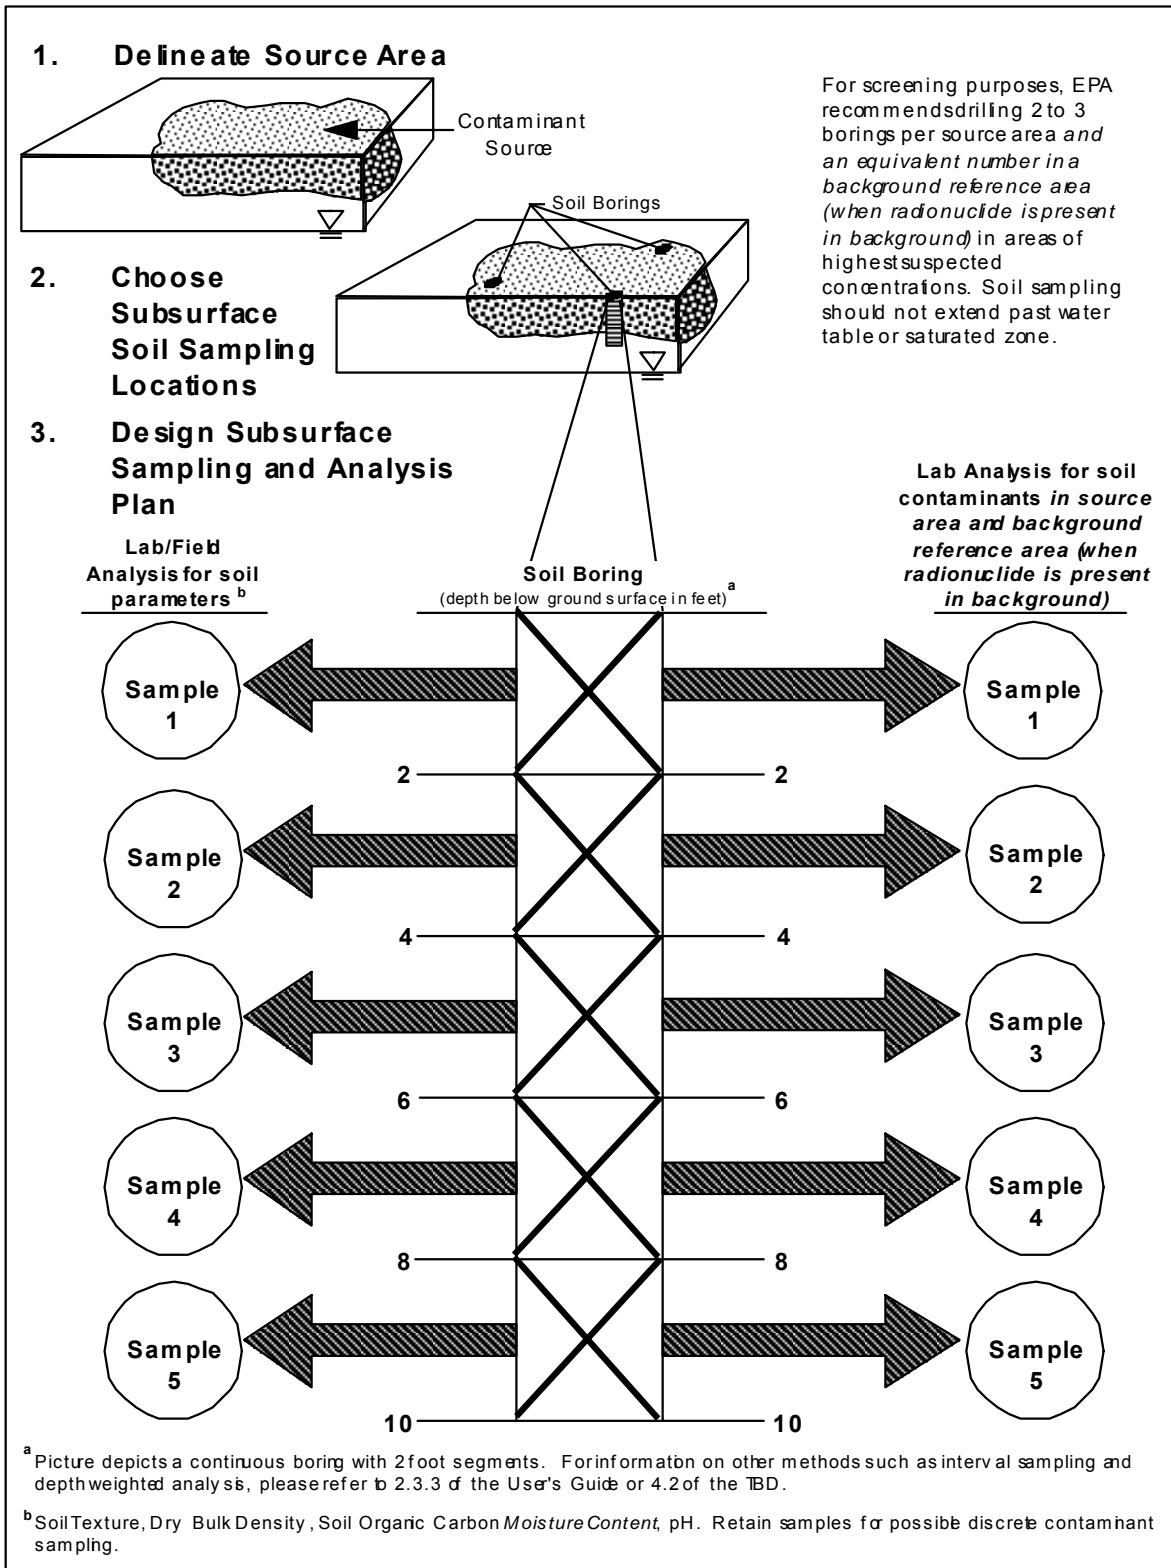 1. Delineate Source Area
Contaminant
Source
For screening purposes, EPA
recommendsdrilling 2 to 3
borings per source area and
an equivalent number in a
background reference area
(when radionuclide is present
in background) in areas of
highest suspected
concentrations. Soil sampling
should not extend past water
table or saturated zone.
Soil Borings
2. Choose
Subsurface
Soil Sampling
Locations
3. Design Subsurface
Sampling and Analysis
Plan
Lab/Field
Analysis for soil
parameters b
Soil Boring
(depth below ground surface in feet) a
Lab Analysis for soil
contaminants in source
area and background
reference area (when
radionuclide is present
in background)
Sample
1
Sample
1
2
2
Sample
2
Sample
2
4
4
Sample
3
Sample
3
6
6
Sample
4
Sample
4
8
8
Sample
5
Sample
5
10
10
a Picture depicts a continuous boring with 2 foot segments. For information on other methods such as interval sampling and
depth weighted analysis, please refer to 2.3.3 of the User's Guide or 4.2 of the TBD.
b Soil Texture, Dry Bulk Density, Soil Organic Carbon Moisture Content, pH. Retain samples for possible discrete contaminant
sampling.